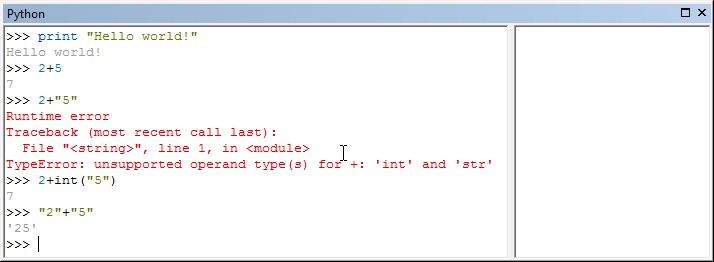 Python
>>> print "Hello world!"
Hello world!
>>> 2+5
7
>>> 2+"5"
Runtime error
Traceback (most recent call last):
  File "<string>", line 1, in <module>
TypeError: unsupported operand type(s) for +: 'int' and 'str'
>>> 2+int("5")
7
>>> "2"+"5"
'25'
>>>